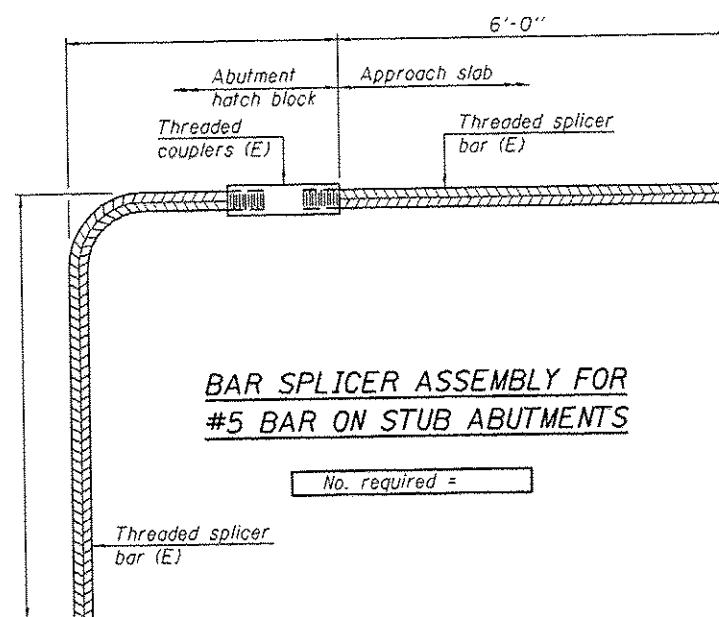 6'-0"
Abutment
hatch block
Approach slab
Threaded
couplers (E)
Threaded splicer
bar (E)
BAR SPLICER ASSEMBLY FOR
#5 BAR ON STUB ABUTMENTS
No. required =
Threaded splicer
bar (E)